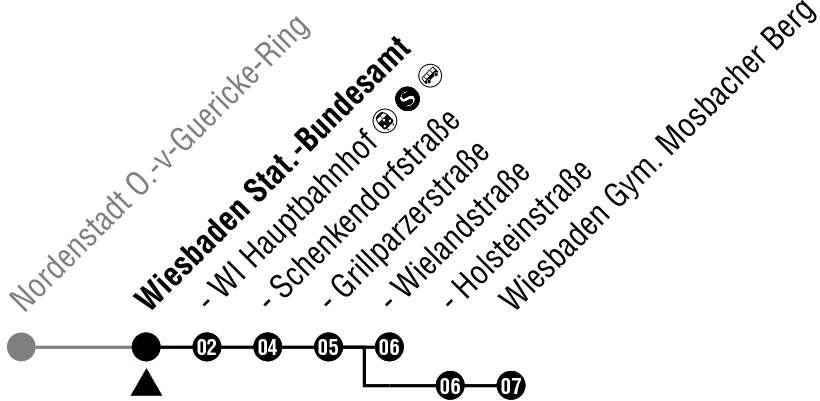 Nordenstadt O.-v-Guericke-Ring
Wiesbaden Stat.-Bundesamt
- WI Hauptbahnhof S
- Schenkendorfstraße
- Grillparzerstraße
- Wielandstraße
- Holsteinstraße
Wiesbaden Gym. Mosbacher Berg
02 04 05 06
06 07